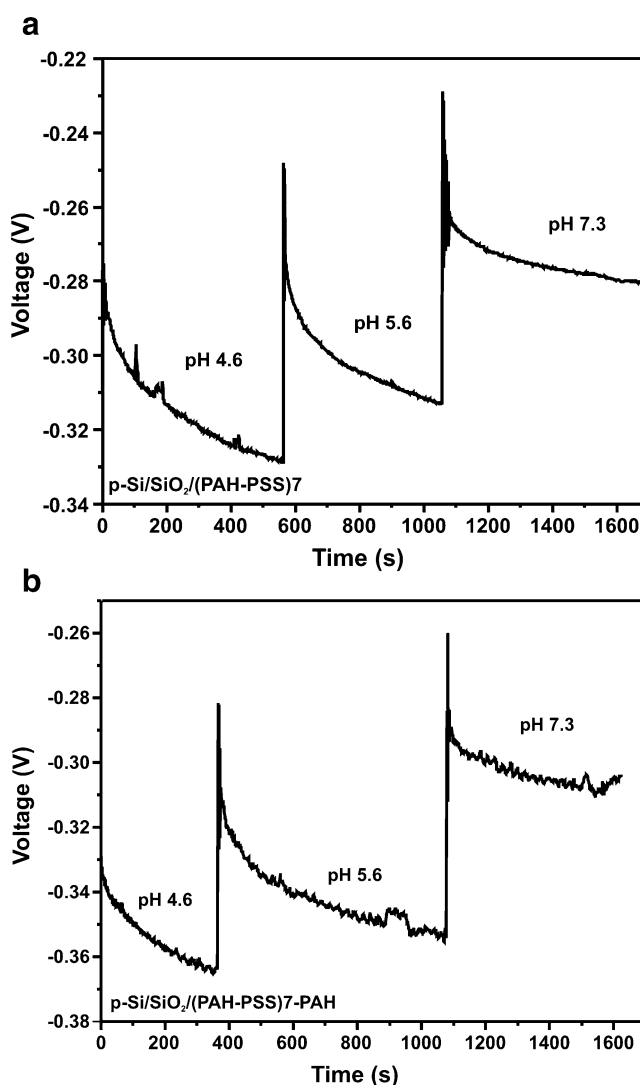 a
-0.22
-0.24
-0.26
-0.28
-0.30
-0.32
-0.34
Voltage (V)
pH 4.6
pH 5.6
pH 7.3
p-Si/SiO₂/(PAH-PSS)7
0 200 400 600 800 1000 1200 1400 1600
Time (s)
b
-0.26
-0.28
-0.30
-0.32
-0.34
-0.36
-0.38
Voltage (V)
pH 4.6
pH 5.6
pH 7.3
p-Si/SiO₂/(PAH-PSS)7-PAH
0 200 400 600 800 1000 1200 1400 1600
Time (s)